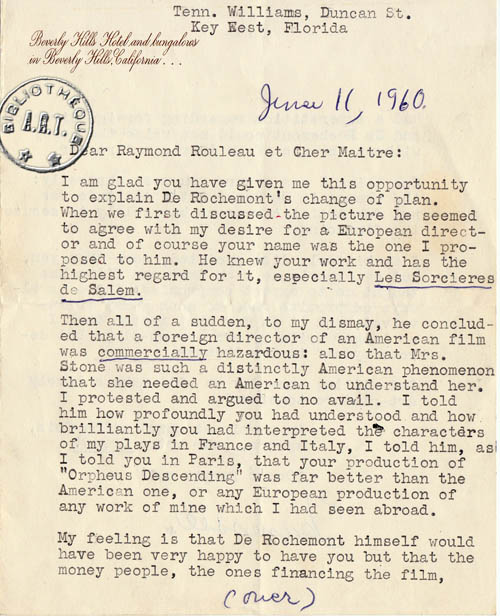 Tenn. Williams, Duncan St.
Key West, Florida
Beverly Hills Hotel and bungalows
in Beverly Hills, California . . .
June 11, 1960.
BIBLIOTHÈQUE
A.R.T.
Dear Raymond Rouleau et Cher Maitre:
I am glad you have given me this opportunity
to explain De Rochemont's change of plan.
When we first discussed the picture he seemed
to agree with my desire for a European direct-
or and of course your name was the one I pro-
posed to him. He knew your work and has the
highest regard for it, especially Les Sorcieres
de Salem.
Then all of a sudden, to my dismay, he conclud-
ed that a foreign director of an American film
was commercially hazardous: also that Mrs.
Stone was such a distinctly American phenomenon
that she needed an American to understand her.
I protested and argued to no avail. I told
him how profoundly you had understood and how
brilliantly you had interpreted the characters
of my plays in France and Italy, I told him, as
I told you in Paris, that your production of
"Orpheus Descending" was far better than the
American one, or any European production of
any work of mine which I had seen abroad.
My feeling is that De Rochemont himself would
have been very happy to have you but that the
money people, the ones financing the film,
(over)